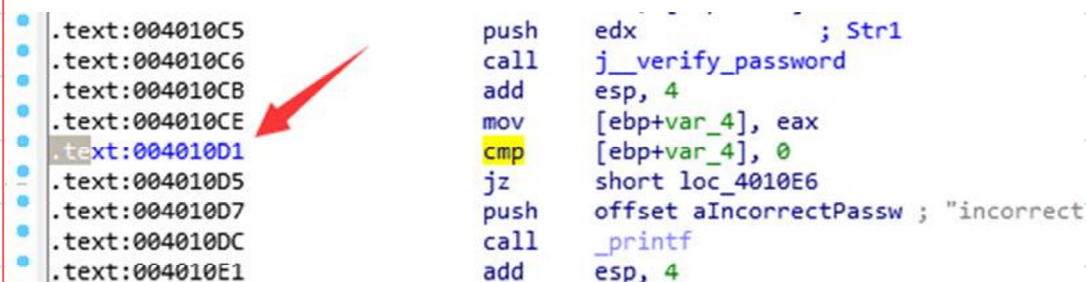 .text:004010C5 push edx ; Str1
.text:004010C6 call j__verify_password
.text:004010CB add esp, 4
.text:004010CE mov [ebp+var_4], eax
.text:004010D1 cmp [ebp+var_4], 0
.text:004010D5 jz short loc_4010E6
.text:004010D7 push offset aIncorrectPassw ; "incorrect
.text:004010DC call _printf
.text:004010E1 add esp, 4